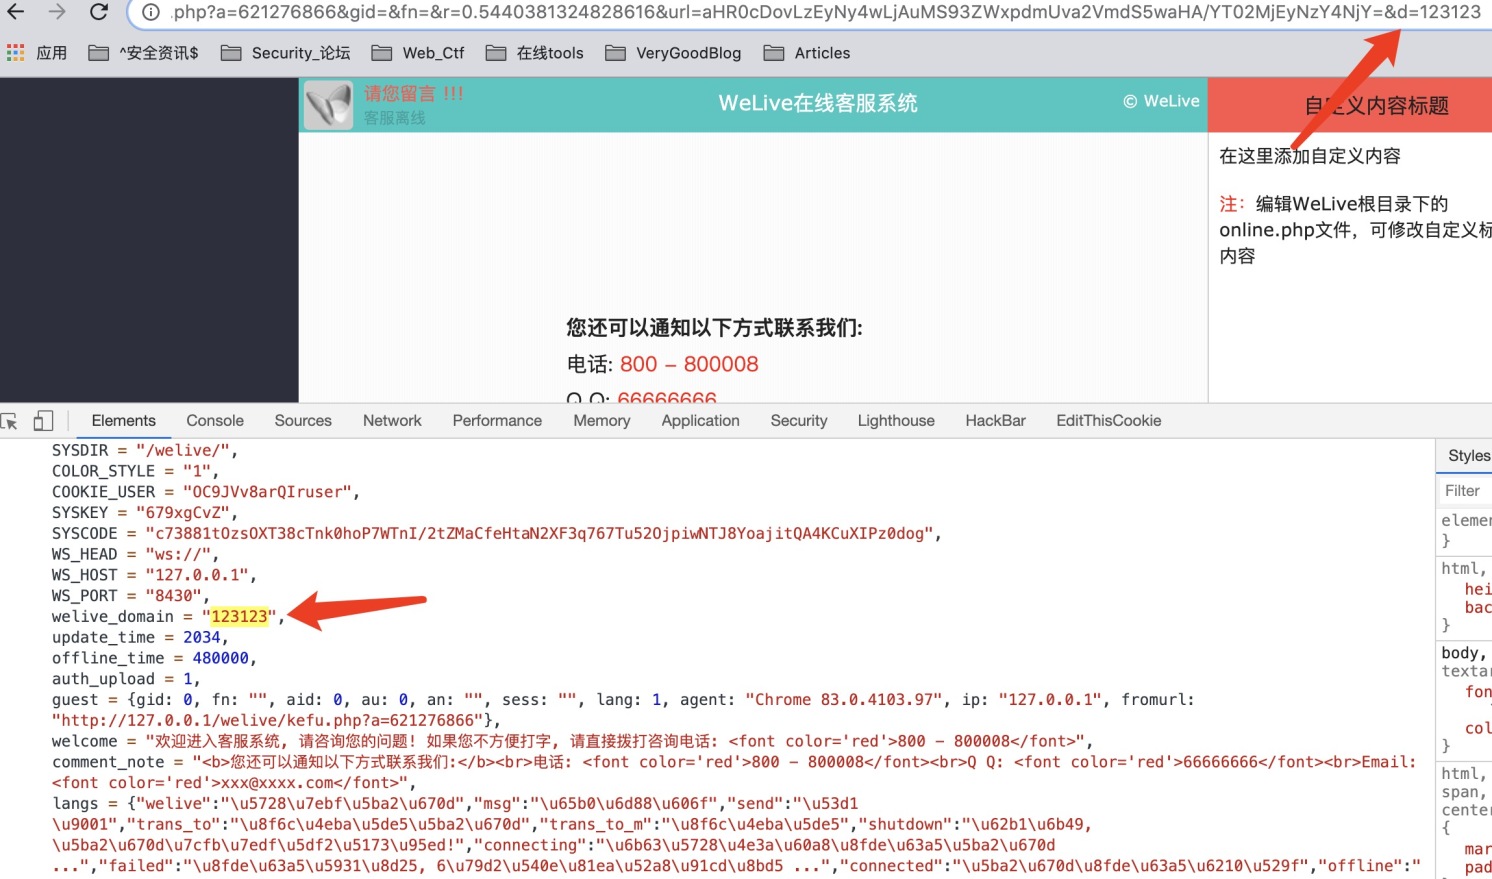 .php?a=621276866&gid=&fn=&r=0.5440381324828616&url=aHR0cDovLzEyNy4wLjAuMS93ZWxpdmUva2VmdS5waHA/YT02MjEyNzY4NjY=&d=123123
应用 ^安全资讯$ Security_论坛 Web_Ctf 在线tools VeryGoodBlog Articles
请您留言 !!!
客服离线
WeLive在线客服系统
© WeLive
自定义内容标题
在这里添加自定义内容
注：编辑WeLive根目录下的
online.php文件，可修改自定义标
内容
您还可以通知以下方式联系我们:
电话: 800 - 800008
Q Q: 66666666
Elements Console Sources Network Performance Memory Application Security Lighthouse HackBar EditThisCookie
SYSDIR = "/welive/",
COLOR_STYLE = "1",
COOKIE_USER = "OC9JVv8arQIruser",
SYSKEY = "679xgCvZ",
SYSCODE = "c73881tOzsOXT38cTnk0hoP7WTnI/2tZMaCfeHtaN2XF3q767Tu52OjpiwNTJ8YoajitQA4KCuXIPz0dog",
WS_HEAD = "ws://",
WS_HOST = "127.0.0.1",
WS_PORT = "8430",
welive_domain = "123123",
update_time = 2034,
offline_time = 480000,
auth_upload = 1,
guest = {gid: 0, fn: "", aid: 0, au: 0, an: "", sess: "", lang: 1, agent: "Chrome 83.0.4103.97", ip: "127.0.0.1", fromurl:
"http://127.0.0.1/welive/kefu.php?a=621276866"},
welcome = "欢迎进入客服系统, 请咨询您的问题! 如果您不方便打字, 请直接拨打咨询电话: <font color='red'>800 - 800008</font>",
comment_note = "<b>您还可以通知以下方式联系我们:</b><br>电话: <font color='red'>800 - 800008</font><br>Q Q: <font color='red'>66666666</font><br>Email:
<font color='red'>xxx@xxxx.com</font>",
langs = {"welive":"\u5728\u7ebf\u5ba2\u670d","msg":"\u65b0\u6d88\u606f","send":"\u53d1
\u9001","trans_to":"\u8f6c\u4eba\u5de5\u5ba2\u670d","trans_to_m":"\u8f6c\u4eba\u5de5","shutdown":"\u62b1\u6b49,
\u5ba2\u670d\u7cfb\u7edf\u5df2\u5173\u95ed!","connecting":"\u6b63\u5728\u4e3a\u60a8\u8fde\u63a5\u5ba2\u670d
...","failed":"\u8fde\u63a5\u5931\u8d25, 6\u79d2\u540e\u81ea\u52a8\u91cd\u8bd5 ...","connected":"\u5ba2\u670d\u8fde\u63a5\u6210\u529f","offline":"
Styles
Filter
elemen
}
html,
hei
bac
}
body,
textar
fon
col
}
html,
span,
center
{
mar
pad